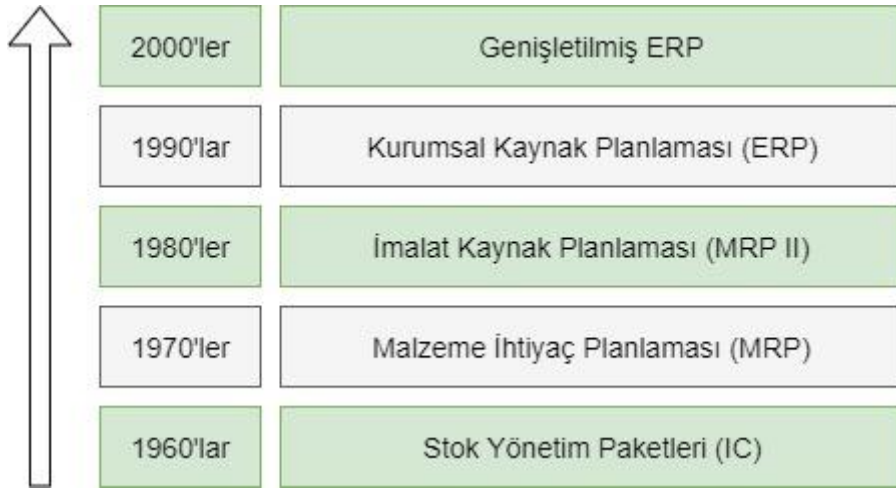 2000'ler Genişletilmiş ERP
1990'lar Kurumsal Kaynak Planlaması (ERP)
1980'ler İmalat Kaynak Planlaması (MRP II)
1970'ler Malzeme İhtiyaç Planlaması (MRP)
1960'lar Stok Yönetim Paketleri (IC)